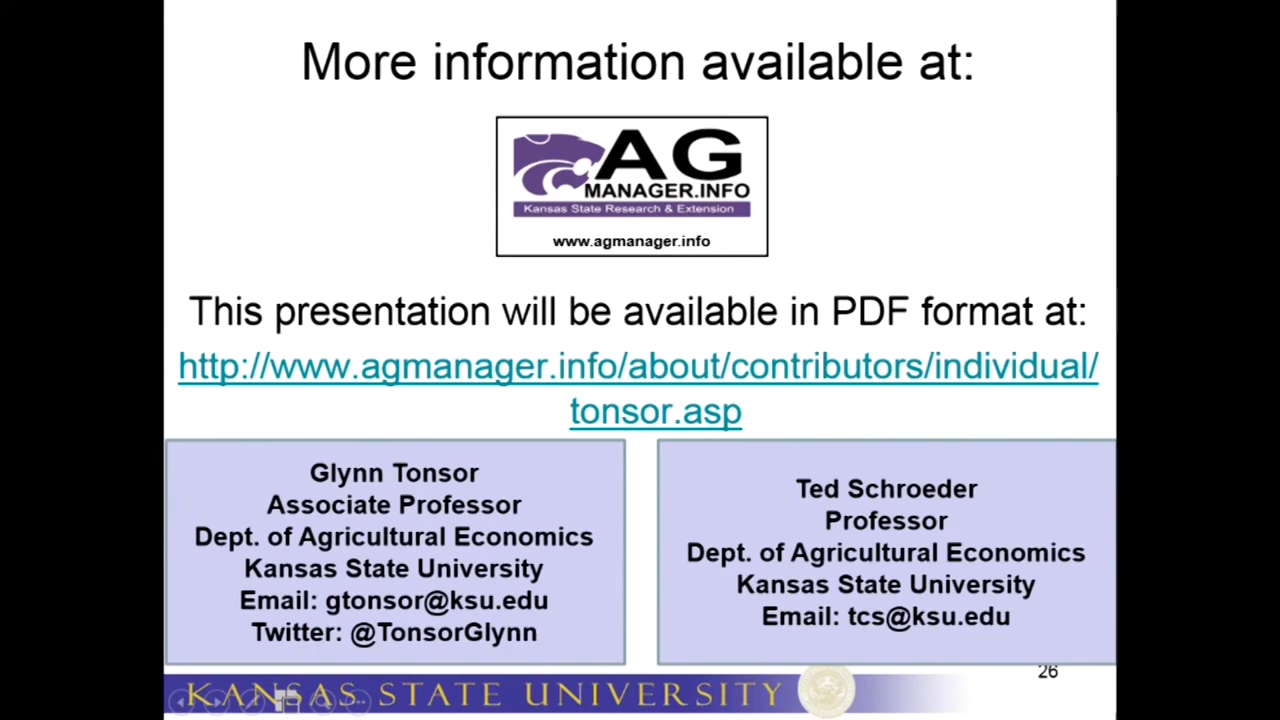 More information available at:
AG
MANAGER.INFO
Kansas State Research & Extension
www.agmanager.info
This presentation will be available in PDF format at:
http://www.agmanager.info/about/contributors/individual/
tonsor.asp
Glynn Tonsor
Associate Professor
Dept. of Agricultural Economics
Kansas State University
Email: gtonsor@ksu.edu
Twitter: @TonsorGlynn
Ted Schroeder
Professor
Dept. of Agricultural Economics
Kansas State University
Email: tcs@ksu.edu
26
KANSAS STATE UNIVERSITY